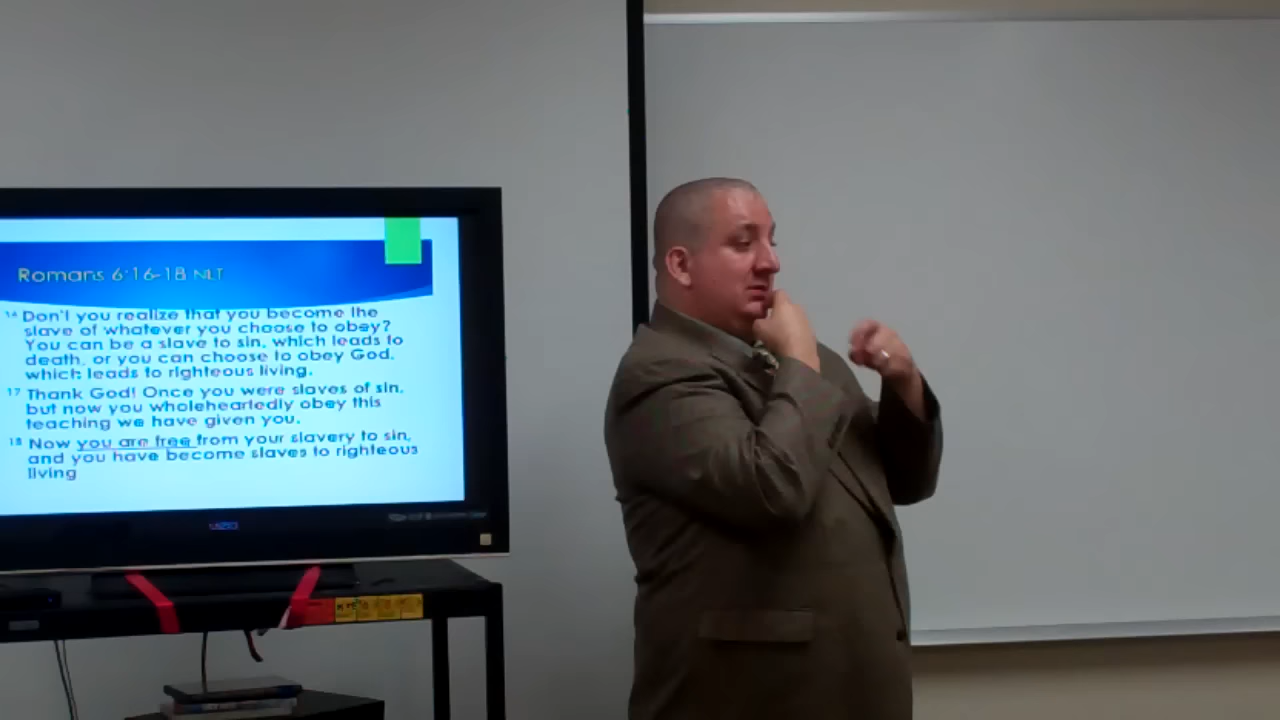 Romans 6:16-18 NLT
16 Don't you realize that you become the
slave of whatever you choose to obey?
You can be a slave to sin, which leads to
death, or you can choose to obey God,
which leads to righteous living.
17 Thank God! Once you were slaves of sin,
but now you wholeheartedly obey this
teaching we have given you.
18 Now you are free from your slavery to sin,
and you have become slaves to righteous
living
VIZIO